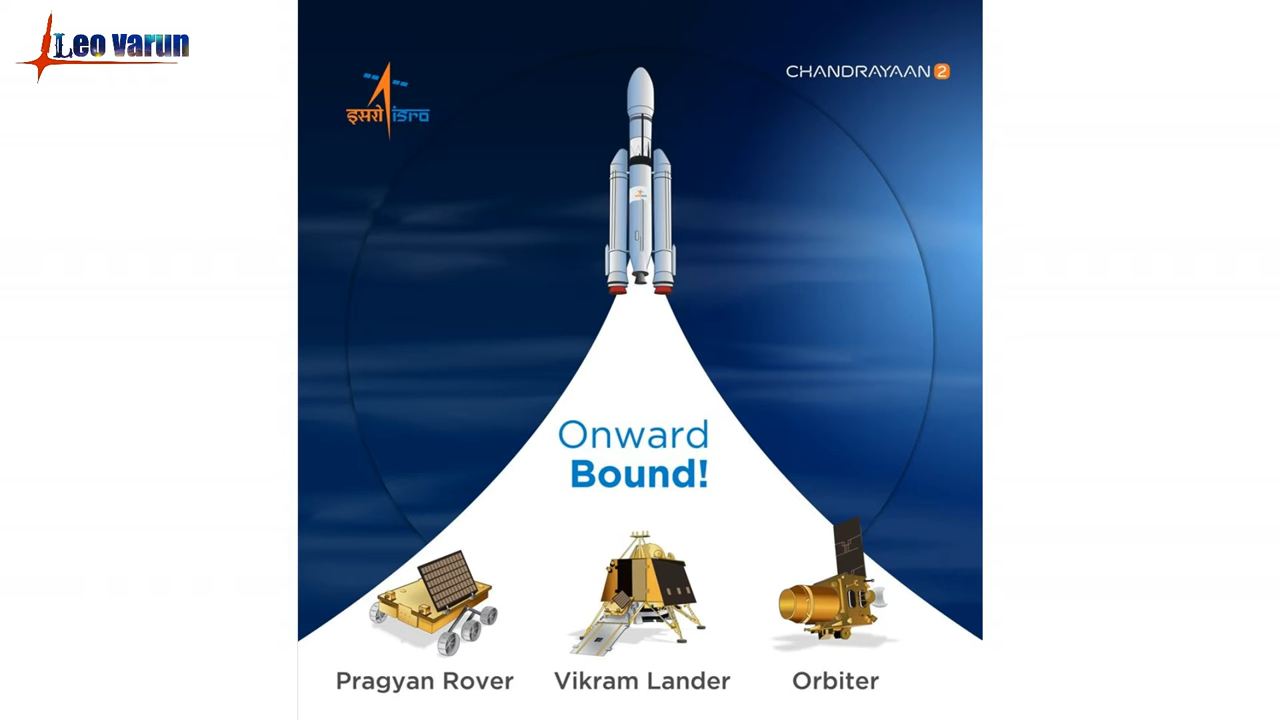 Leo varun
इसरो isro
CHANDRAYAAN 2
Onward
Bound!
Pragyan Rover
Vikram Lander
Orbiter